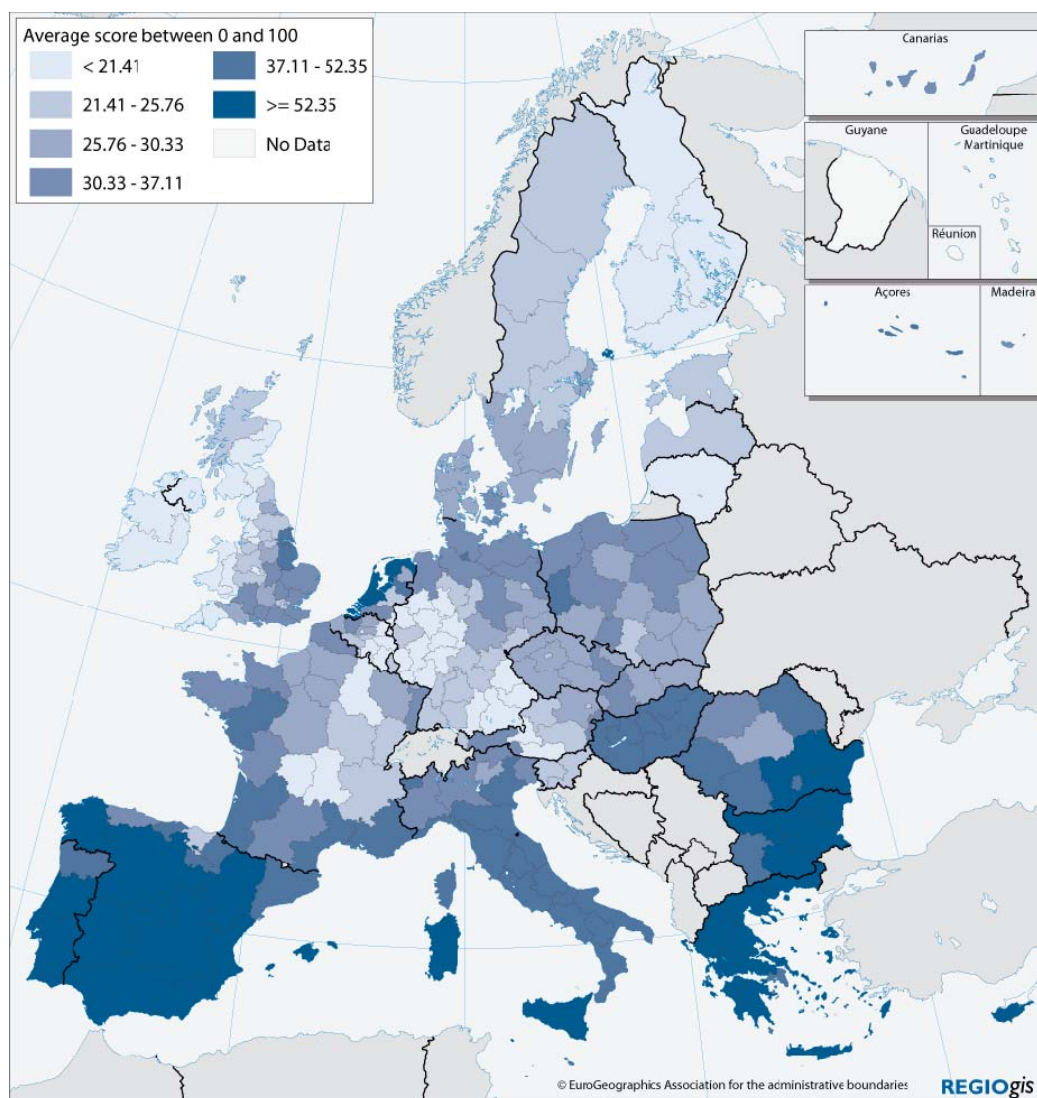 Average score between 0 and 100
< 21.41
21.41 - 25.76
25.76 - 30.33
30.33 - 37.11
37.11 - 52.35
>= 52.35
No Data
Canarias
Guyane
Guadeloupe
Martinique
Réunion
Açores
Madeira
© EuroGeographics Association for the administrative boundaries
REGIOgis